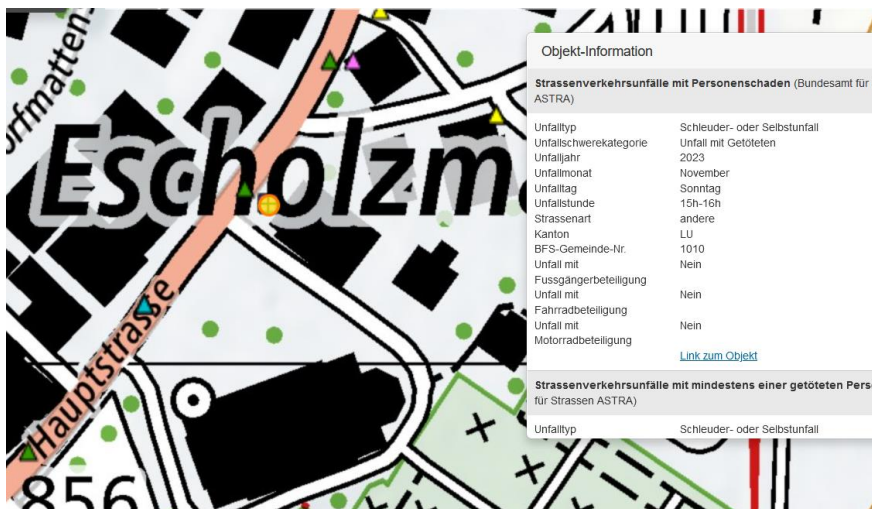 orfmatten
Escholzm
Hauptstrasse
856
Objekt-Information
Strassenverkehrsunfälle mit Personenschaden (Bundesamt für
ASTRA)
Unfalltyp Schleuder- oder Selbstunfall
Unfallschwerekategorie Unfall mit Getöteten
Unfalljahr 2023
Unfallmonat November
Unfalltag Sonntag
Unfallstunde 15h-16h
Strassenart andere
Kanton LU
BFS-Gemeinde-Nr. 1010
Unfall mit Nein
Fussgängerbeteiligung
Unfall mit Nein
Fahrradbeteiligung
Unfall mit Nein
Motorradbeteiligung
Link zum Objekt
Strassenverkehrsunfälle mit mindestens einer getöteten Pers
für Strassen ASTRA)
Unfalltyp Schleuder- oder Selbstunfall